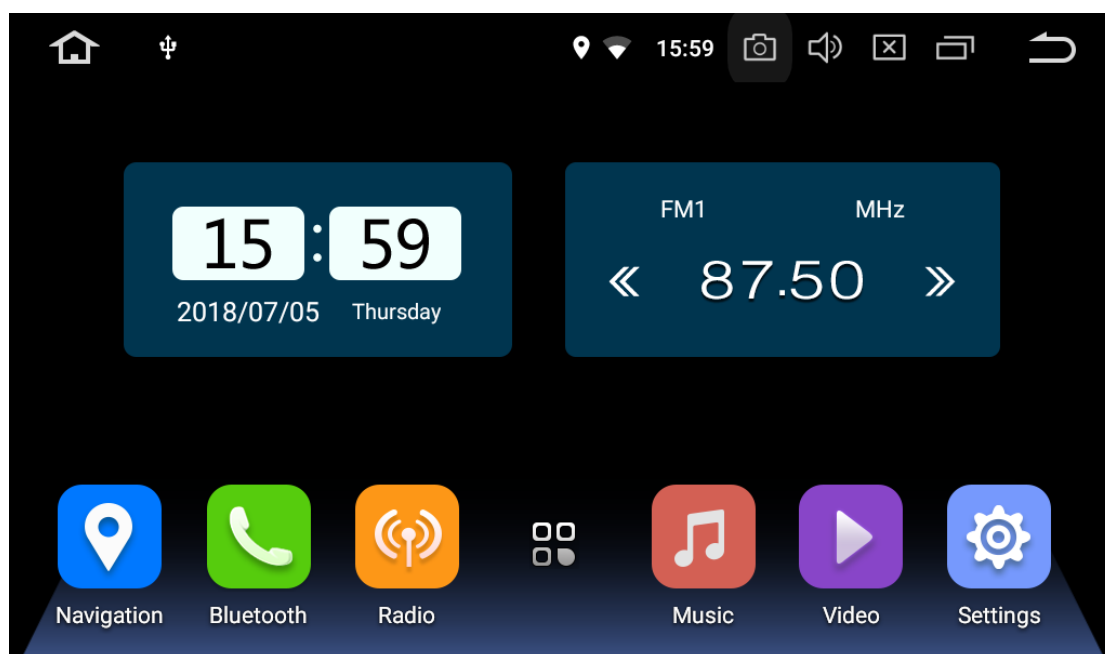 15:59
15:59
2018/07/05 Thursday
FM1 MHz
87.50
Navigation Bluetooth Radio Music Video Settings